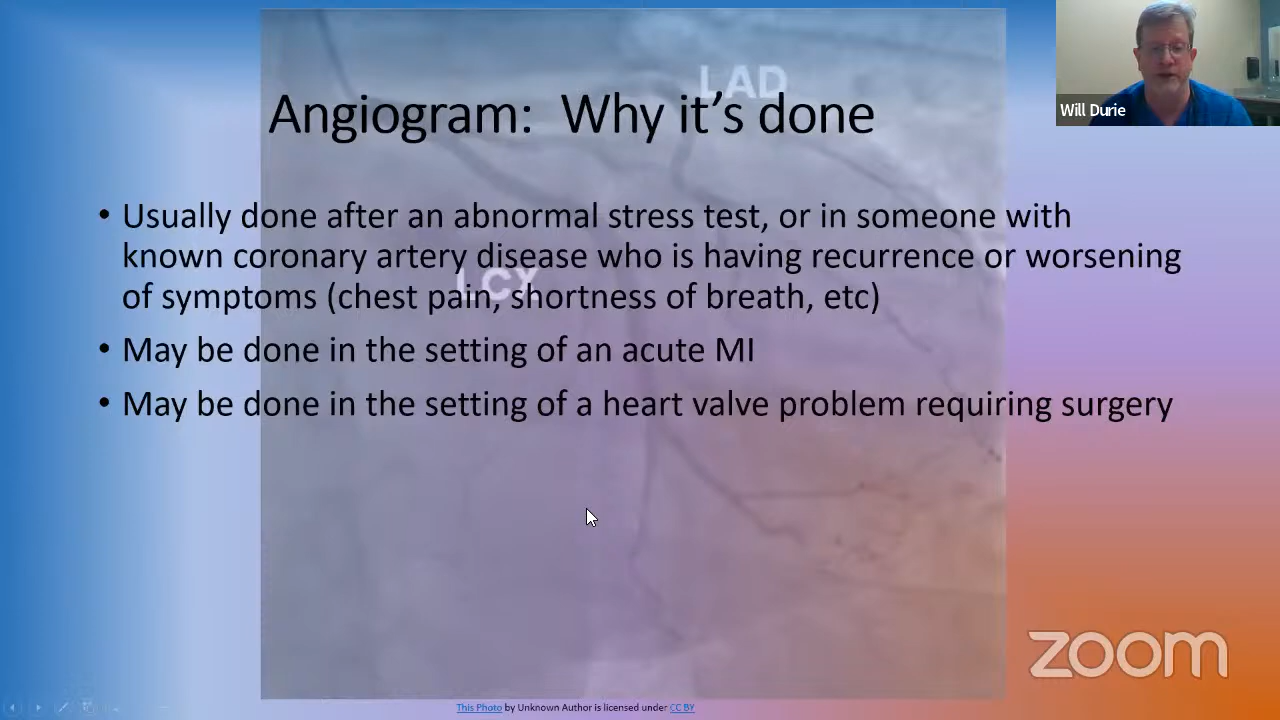 LAD
Angiogram:  Why it's done
Will Durie
• Usually done after an abnormal stress test, or in someone with
known coronary artery disease who is having recurrence or worsening
of symptoms (chest pain, shortness of breath, etc)
LCX
• May be done in the setting of an acute MI
• May be done in the setting of a heart valve problem requiring surgery
zoom
This Photo by Unknown Author is licensed under CC BY